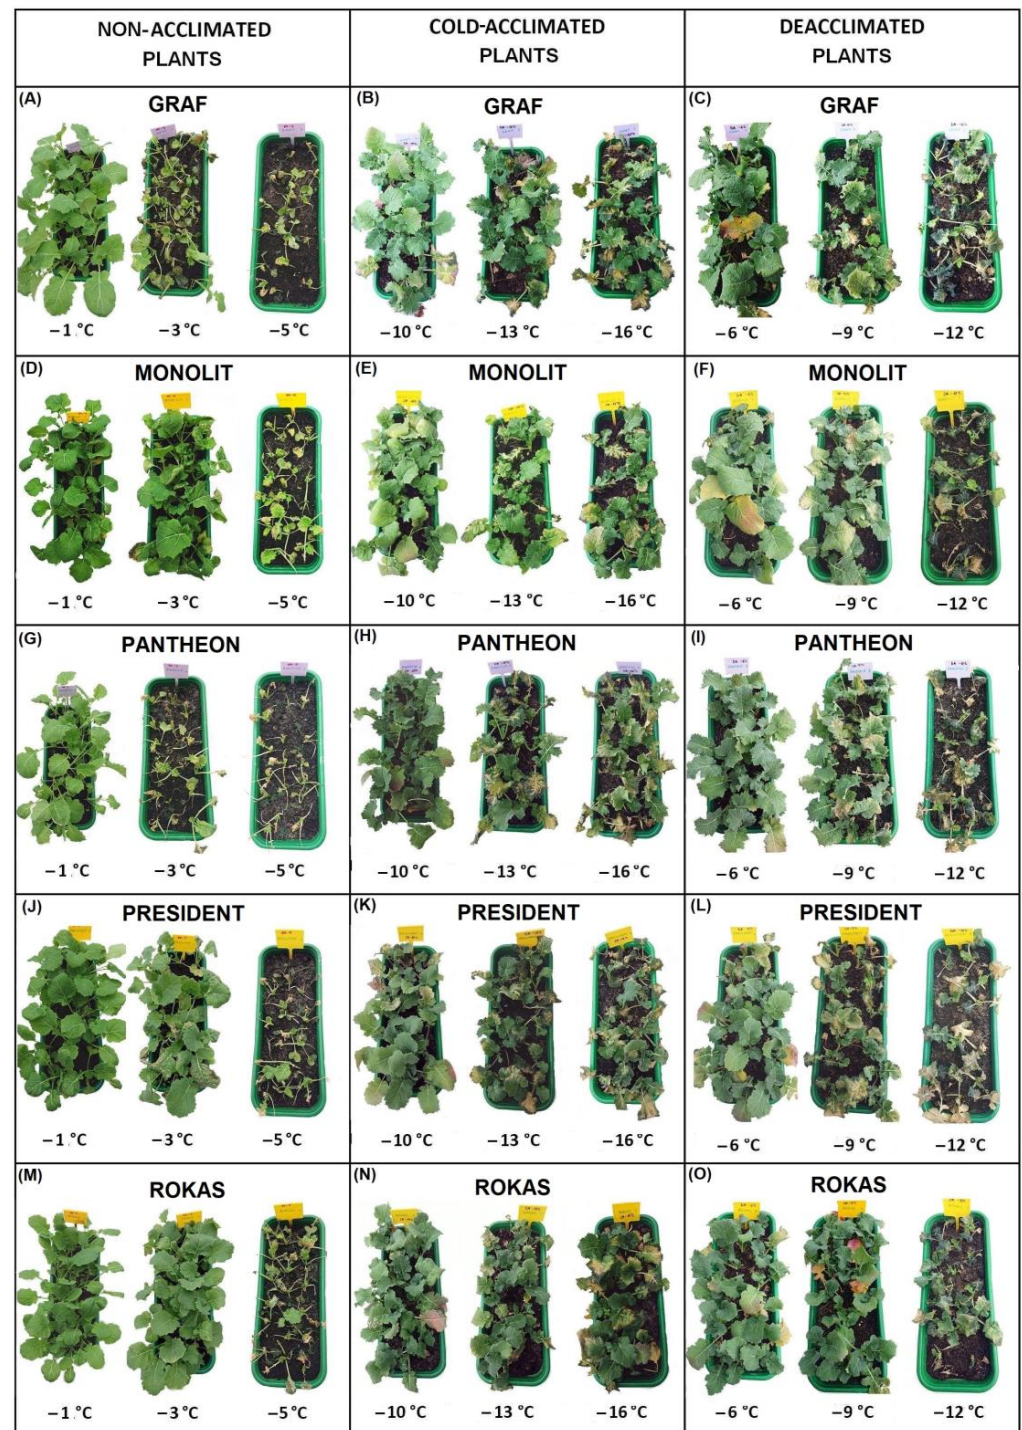 NON-ACCLIMATED
PLANTS
COLD-ACCLIMATED
PLANTS
DEACCLIMATED
PLANTS
(A)
GRAF
−1 °C
−3 °C
−5 °C
(B)
GRAF
−10 °C
−13 °C
−16 °C
(C)
GRAF
−6 °C
−9 °C
−12 °C
(D)
MONOLIT
−1 °C
−3 °C
−5 °C
(E)
MONOLIT
−10 °C
−13 °C
−16 °C
(F)
MONOLIT
−6 °C
−9 °C
−12 °C
(G)
PANTHEON
−1 °C
−3 °C
−5 °C
(H)
PANTHEON
−10 °C
−13 °C
−16 °C
(I)
PANTHEON
−6 °C
−9 °C
−12 °C
(J)
PRESIDENT
−1 °C
−3 °C
−5 °C
(K)
PRESIDENT
−10 °C
−13 °C
−16 °C
(L)
PRESIDENT
−6 °C
−9 °C
−12 °C
(M)
ROKAS
−1 °C
−3 °C
−5 °C
(N)
ROKAS
−10 °C
−13 °C
−16 °C
(O)
ROKAS
−6 °C
−9 °C
−12 °C